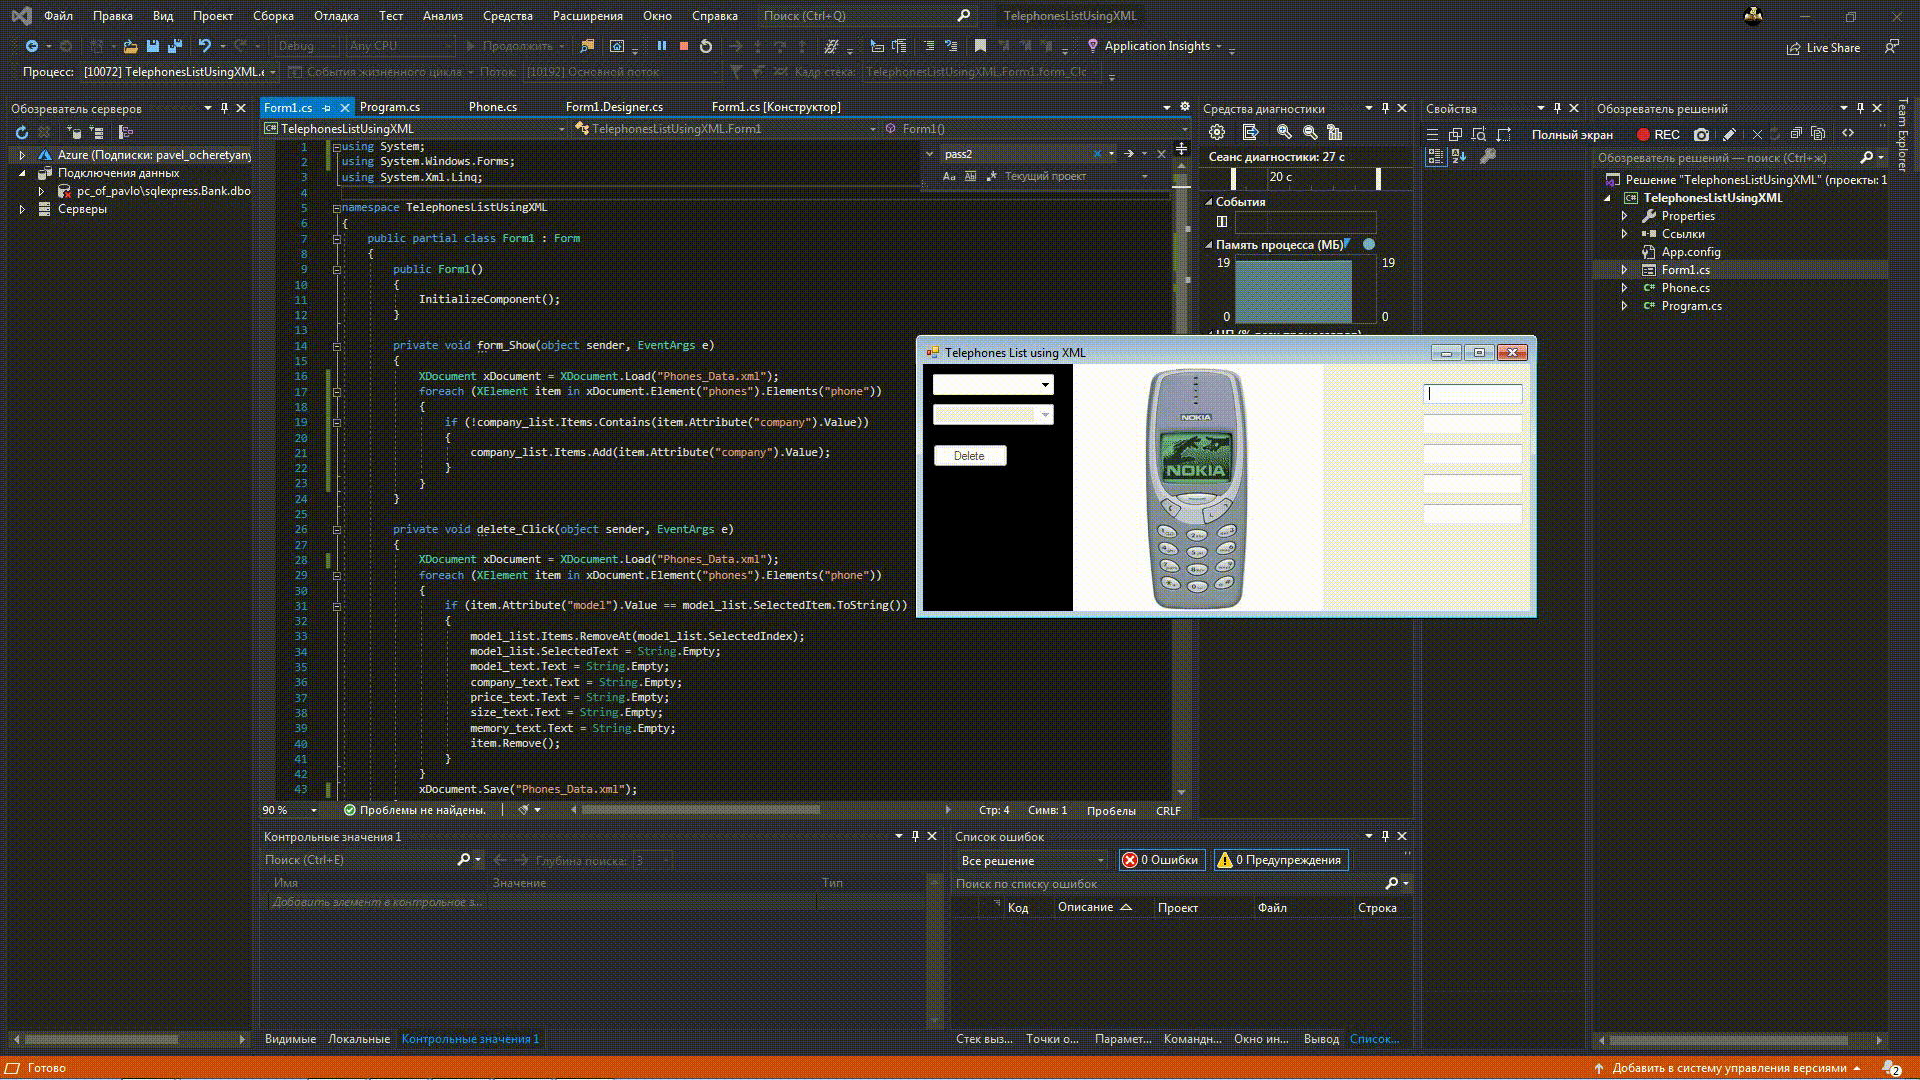 Файл Правка Вид Проект Сборка Отладка Тест Анализ Средства Расширения Окно Справка Поиск (Ctrl+Q) TelephonesListUsingXML
Debug Any CPU Продолжить Application Insights Live Share
Процесс: [10072] TelephonesListUsingXML.e События жизненного цикла Поток: [10192] Основной поток Кадр стека: TelephonesListUsingXML.Form1.form_Clo
Обозреватель серверов
Azure (Подписки: pavel_ocheretyany
Подключения данных
pc_of_pavlo\sqlexpress.Bank.dbo
Серверы
Form1.cs Program.cs Phone.cs Form1.Designer.cs Form1.cs [Конструктор]
TelephonesListUsingXML TelephonesListUsingXML.Form1 Form1()
pass2
Aa Ab Текущий проект
1 using System;
2 using System.Windows.Forms;
3 using System.Xml.Linq;
4
5 namespace TelephonesListUsingXML
6 {
7 public partial class Form1 : Form
8 {
9 public Form1()
10 {
11 InitializeComponent();
12 }
13
14 private void form_Show(object sender, EventArgs e)
15 {
16 XDocument xDocument = XDocument.Load("Phones_Data.xml");
17 foreach (XElement item in xDocument.Element("phones").Elements("phone"))
18 {
19 if (!company_list.Items.Contains(item.Attribute("company").Value))
20 {
21 company_list.Items.Add(item.Attribute("company").Value);
22 }
23 }
24 }
25
26 private void delete_Click(object sender, EventArgs e)
27 {
28 XDocument xDocument = XDocument.Load("Phones_Data.xml");
29 foreach (XElement item in xDocument.Element("phones").Elements("phone"))
30 {
31 if (item.Attribute("model").Value == model_list.SelectedItem.ToString())
32 {
33 model_list.Items.RemoveAt(model_list.SelectedIndex);
34 model_list.SelectedText = String.Empty;
35 model_text.Text = String.Empty;
36 company_text.Text = String.Empty;
37 price_text.Text = String.Empty;
38 size_text.Text = String.Empty;
39 memory_text.Text = String.Empty;
40 item.Remove();
41 }
42 }
43 xDocument.Save("Phones_Data.xml");
90 % Проблемы не найдены. Стр: 4 Симв: 1 Пробелы CRLF
Средства диагностики
Сеанс диагностики: 27 с
20 с
События
Память процесса (МБ)
19 19
0 0
Свойства
Обозреватель решений
Полный экран REC
Обозреватель решений — поиск (Ctrl+ж)
Решение "TelephonesListUsingXML" (проекты: 1
TelephonesListUsingXML
Properties
Ссылки
App.config
Form1.cs
Phone.cs
Program.cs
Team Explorer
Telephones List using XML
Delete
NOKIA
NOKIA
Контрольные значения 1
Поиск (Ctrl+E) Глубина поиска: 3
Имя Значение Тип
Добавить элемент в контрольное з...
Видимые Локальные Контрольные значения 1
Список ошибок
Все решение 0 Ошибки 0 Предупреждения
Поиск по списку ошибок
Код Описание Проект Файл Строка
Стек выз... Точки о... Парамет... Командн... Окно ин... Вывод Список...
Готово Добавить в систему управления версиями 2